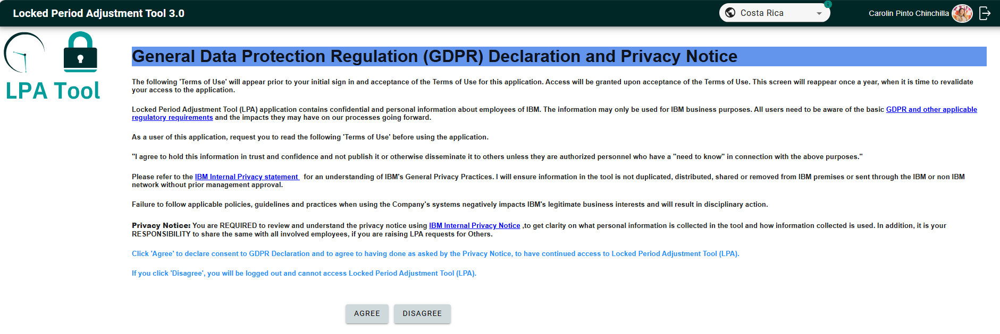 Locked Period Adjustment Tool 3.0
Costa Rica
i
Carolin Pinto Chinchilla
LPA Tool
General Data Protection Regulation (GDPR) Declaration and Privacy Notice
The following 'Terms of Use' will appear prior to your initial sign in and acceptance of the Terms of Use for this application. Access will be granted upon acceptance of the Terms of Use. This screen will reappear once a year, when it is time to revalidate
your access to the application.
Locked Period Adjustment Tool (LPA) application contains confidential and personal information about employees of IBM. The information may only be used for IBM business purposes. All users need to be aware of the basic GDPR and other applicable
regulatory requirements and the impacts they may have on our processes going forward.
As a user of this application, request you to read the following 'Terms of Use' before using the application.
"I agree to hold this information in trust and confidence and not publish it or otherwise disseminate it to others unless they are authorized personnel who have a "need to know" in connection with the above purposes."
Please refer to the IBM Internal Privacy statement for an understanding of IBM's General Privacy Practices. I will ensure information in the tool is not duplicated, distributed, shared or removed from IBM premises or sent through the IBM or non IBM
network without prior management approval.
Failure to follow applicable policies, guidelines and practices when using the Company's systems negatively impacts IBM's legitimate business interests and will result in disciplinary action.
Privacy Notice: You are REQUIRED to review and understand the privacy notice using IBM Internal Privacy Notice ,to get clarity on what personal information is collected in the tool and how information collected is used. In addition, it is your
RESPONSIBILITY to share the same with all involved employees, if you are raising LPA requests for Others.
Click 'Agree' to declare consent to GDPR Declaration and to agree to having done as asked by the Privacy Notice, to have continued access to Locked Period Adjustment Tool (LPA).
If you click 'Disagree', you will be logged out and cannot access Locked Period Adjustment Tool (LPA).
AGREE
DISAGREE